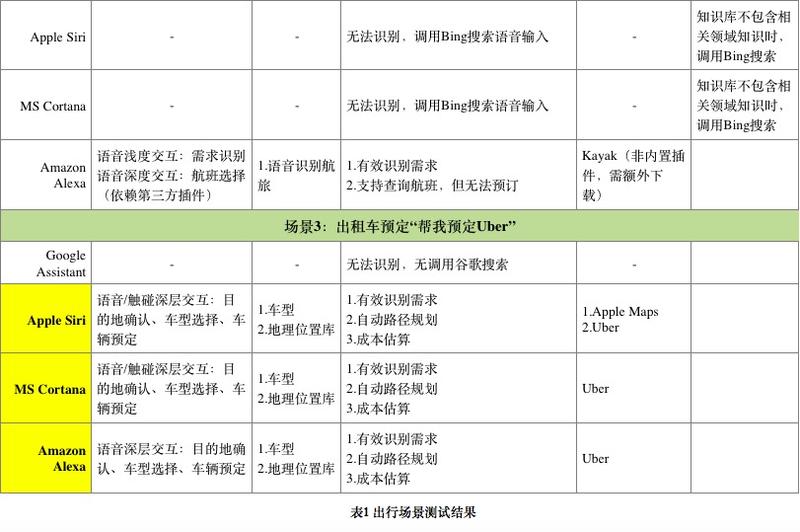 Apple Siri
-
-
无法识别，调用Bing搜索语音输入
-
知识库不包含相
关领域知识时，
调用Bing搜索
MS Cortana
-
-
无法识别，调用Bing搜索语音输入
-
知识库不包含相
关领域知识时，
调用Bing搜索
Amazon
Alexa
语音浅度交互：需求识别
语音深度交互：航班选择
（依赖第三方插件）
1.语音识别航
旅
1.有效识别需求
2.支持查询航班，但无法预订
Kayak（非内置插
件，需额外下
载）
场景3：出租车预定“帮我预定Uber”
Google
Assistant
-
-
无法识别，无调用谷歌搜索
-
Apple Siri
语音/触碰深层交互：目
的地确认、车型选择、车
辆预定
1.车型
2.地理位置库
1.有效识别需求
2.自动路径规划
3.成本估算
1.Apple Maps
2.Uber
MS Cortana
语音/触碰深层交互：目
的地确认、车型选择、车
辆预定
1.车型
2.地理位置库
1.有效识别需求
2.自动路径规划
3.成本估算
Uber
Amazon
Alexa
语音深层交互：目的地确
认、车型选择、车辆预定
1.车型
2.地理位置库
1.有效识别需求
2.自动路径规划
3.成本估算
Uber
表1 出行场景测试结果